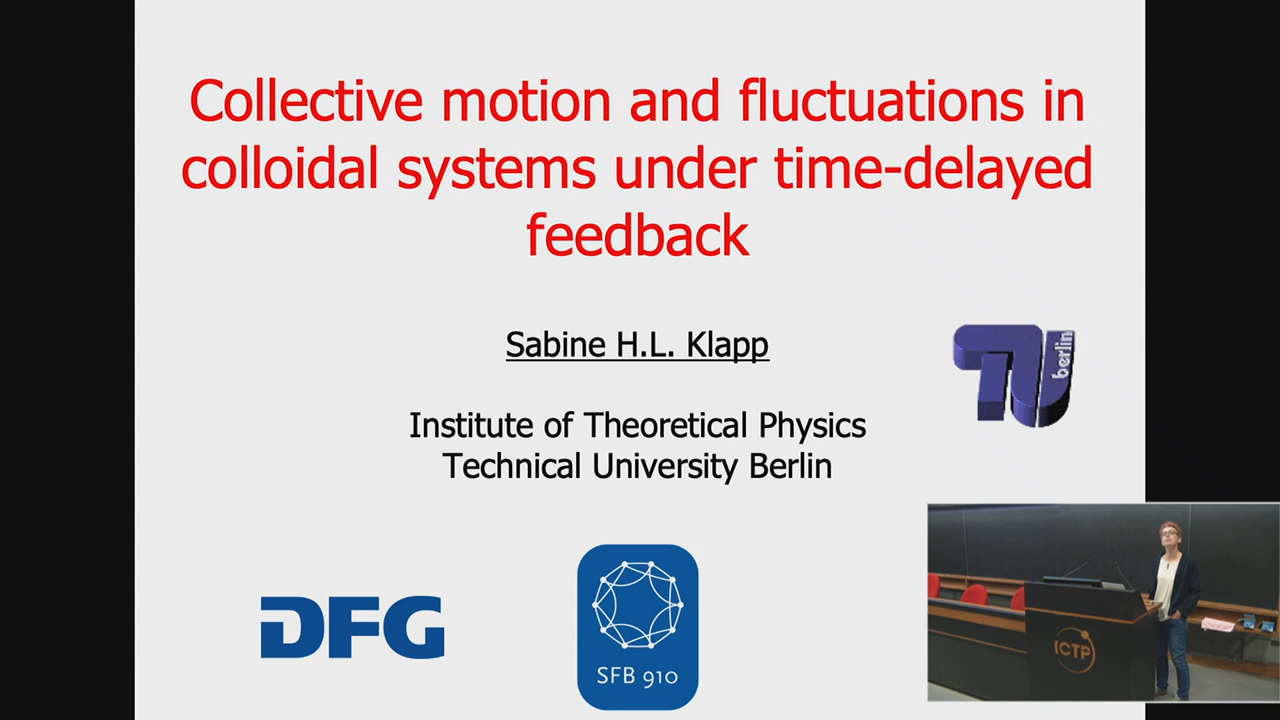 Collective motion and fluctuations in
colloidal systems under time-delayed
feedback
Sabine H.L. Klapp
TU berlin
Institute of Theoretical Physics
Technical University Berlin
DFG
SFB 910
ICTP